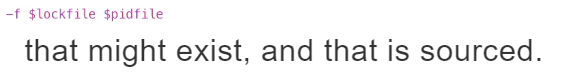 -f $lockfile $pidfile
that might exist, and that is sourced.